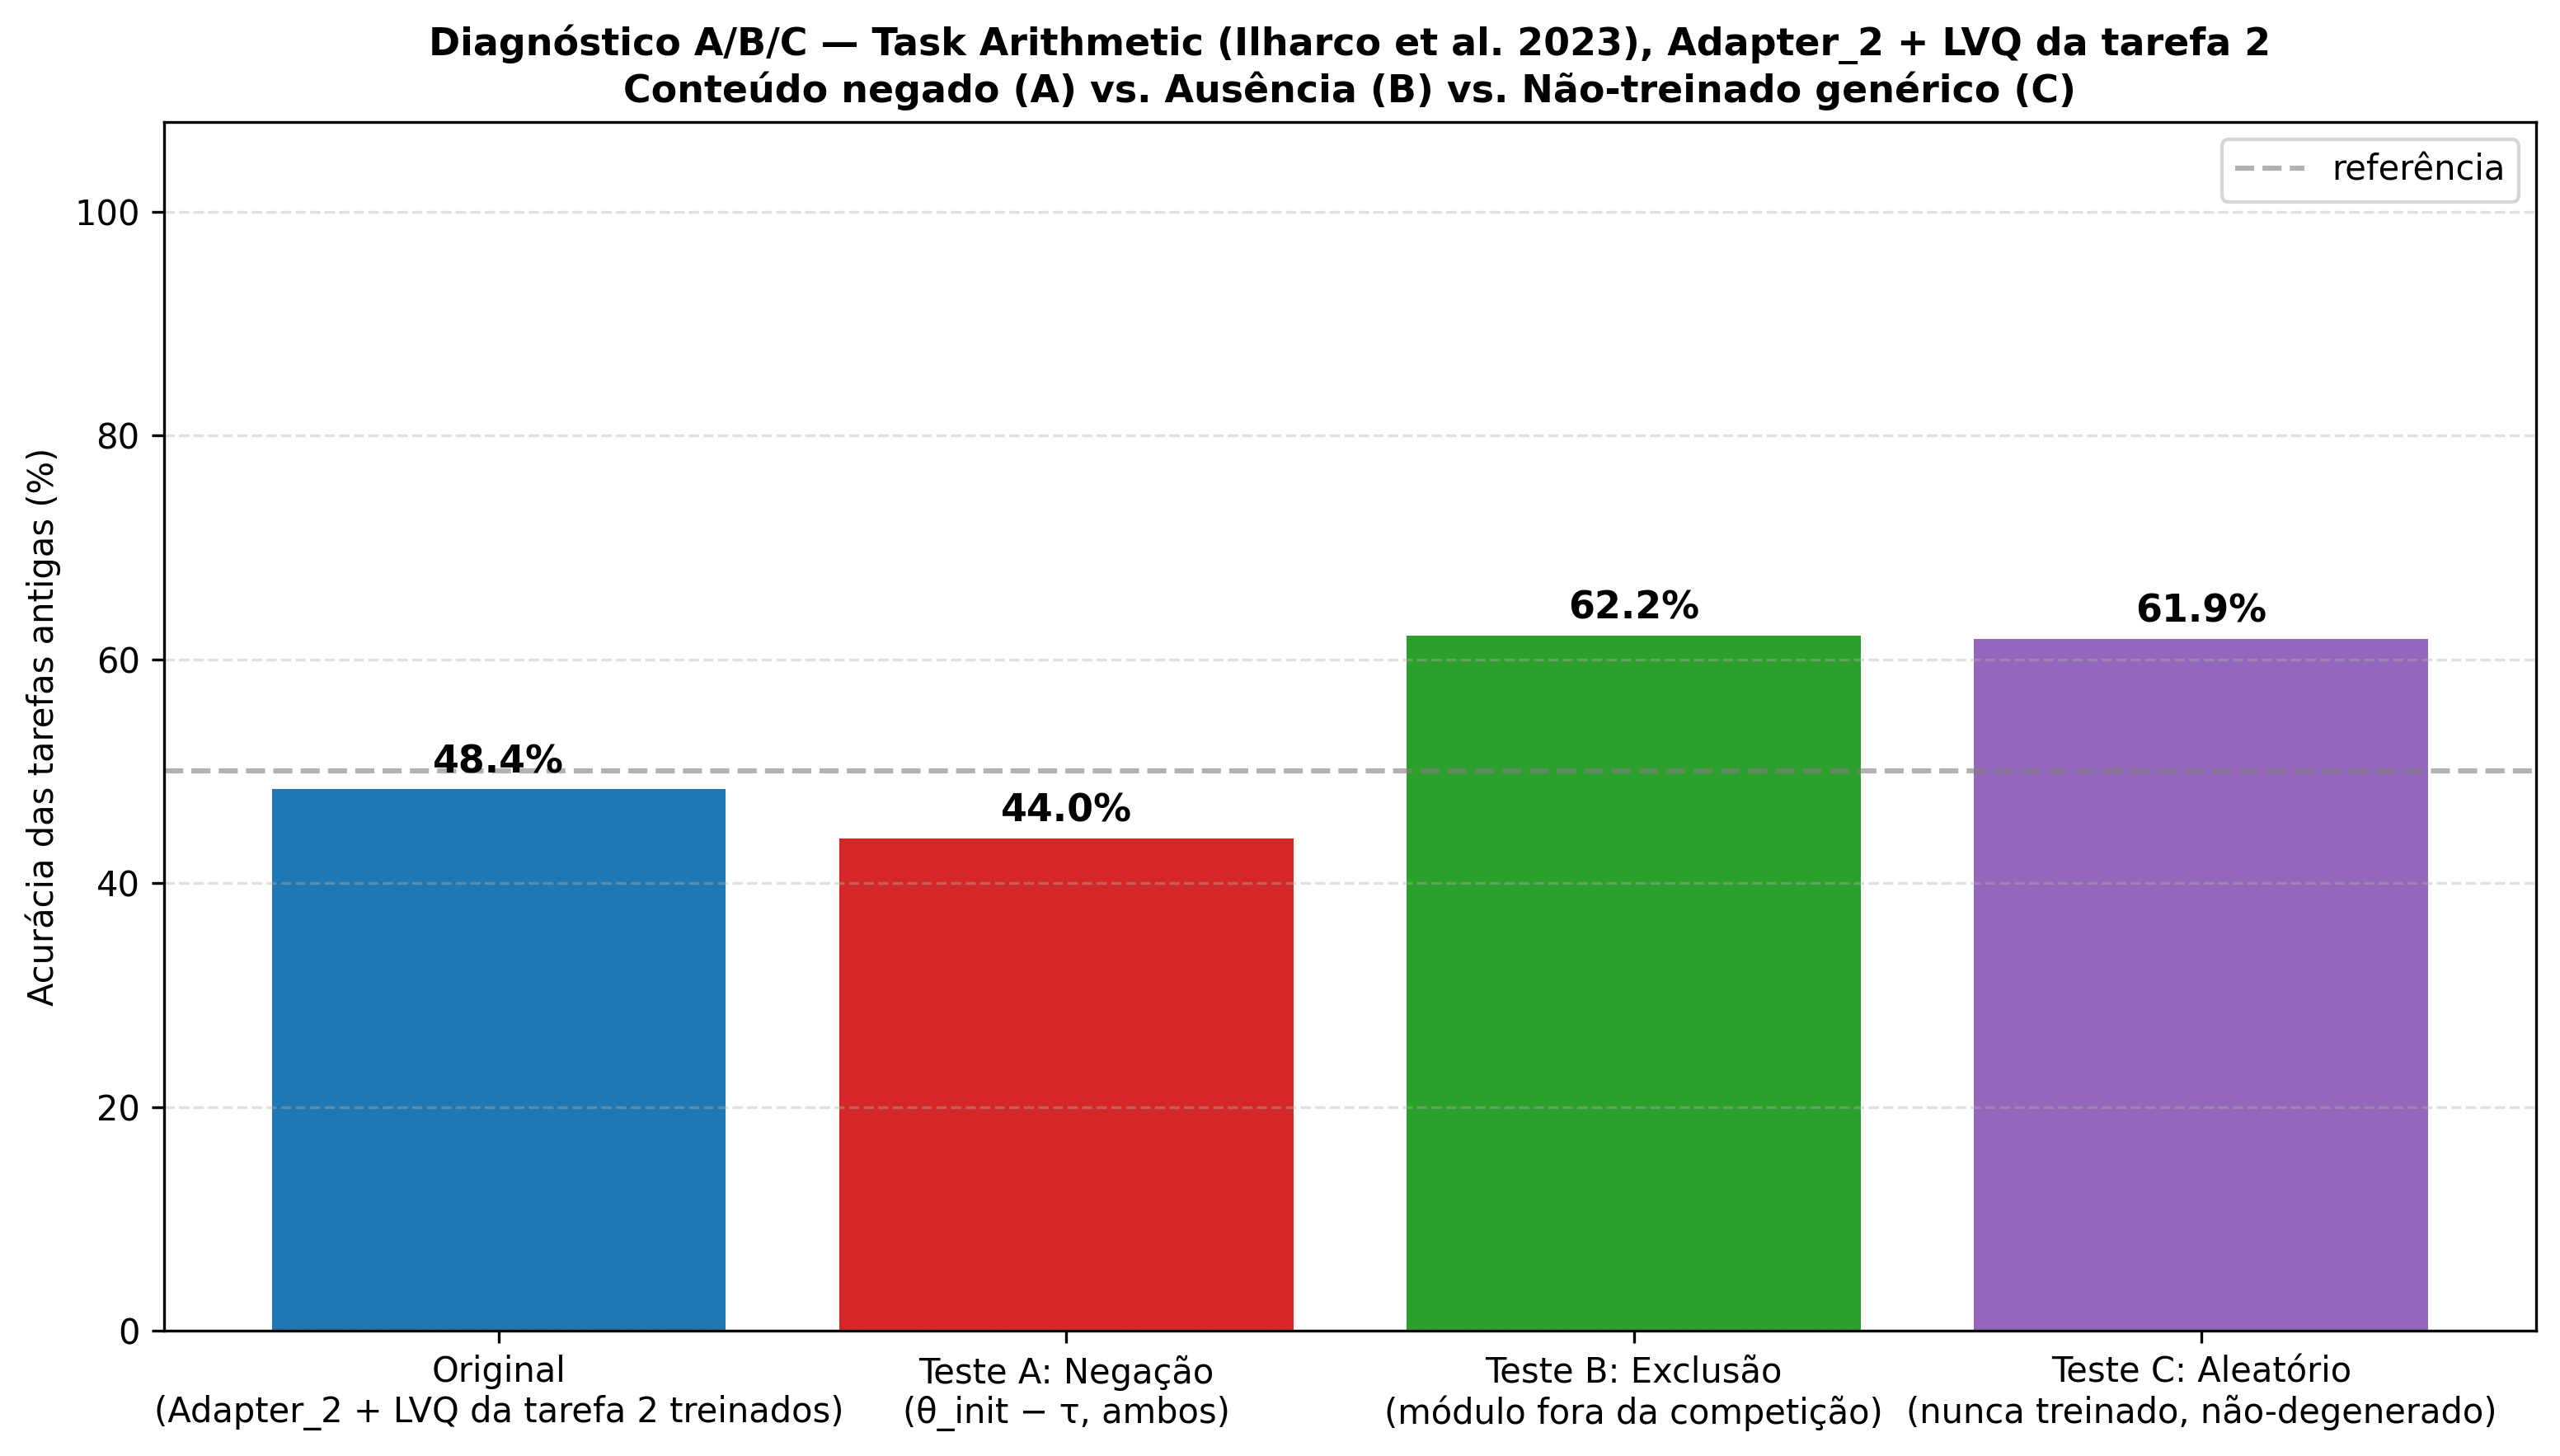 Diagnóstico A/B/C — Task Arithmetic (Ilharco et al. 2023), Adapter_2 + LVQ da tarefa 2
Conteúdo negado (A) vs. Ausência (B) vs. Não-treinado genérico (C)
referência
Acurácia das tarefas antigas (%)
100
80
60
40
20
0
48.4%
44.0%
62.2%
61.9%
Original
(Adapter_2 + LVQ da tarefa 2 treinados)
Teste A: Negação
(θ_init − τ, ambos)
Teste B: Exclusão
(módulo fora da competição)
Teste C: Aleatório
(nunca treinado, não-degenerado)